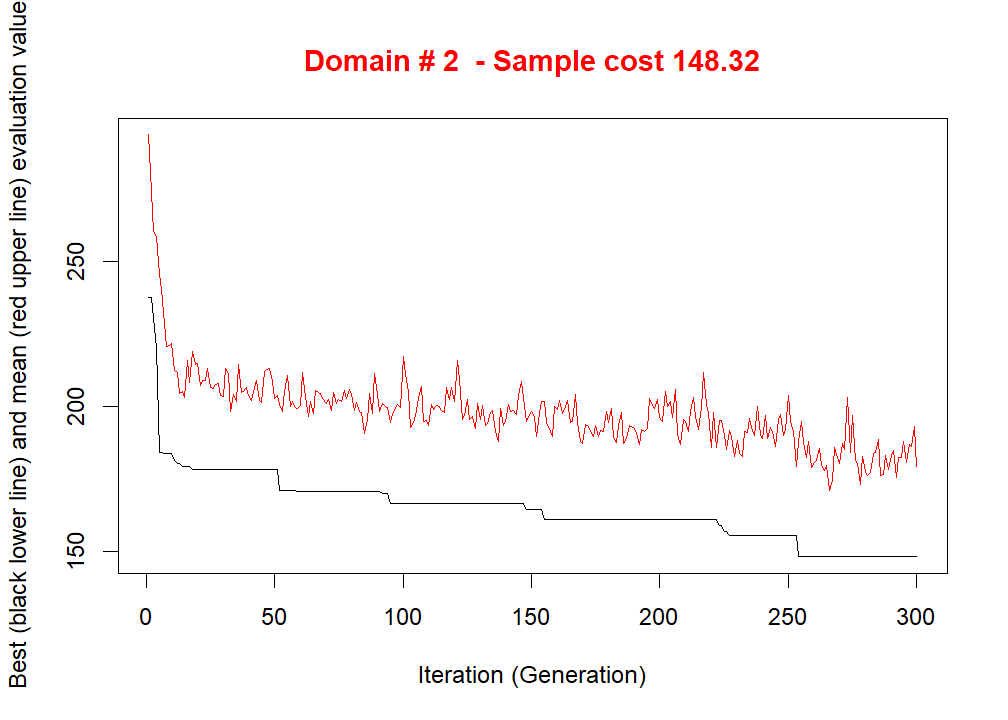 Domain # 2  - Sample cost 148.32
Best (black lower line) and mean (red upper line) evaluation value
250
200
150
0 50 100 150 200 250 300
Iteration (Generation)